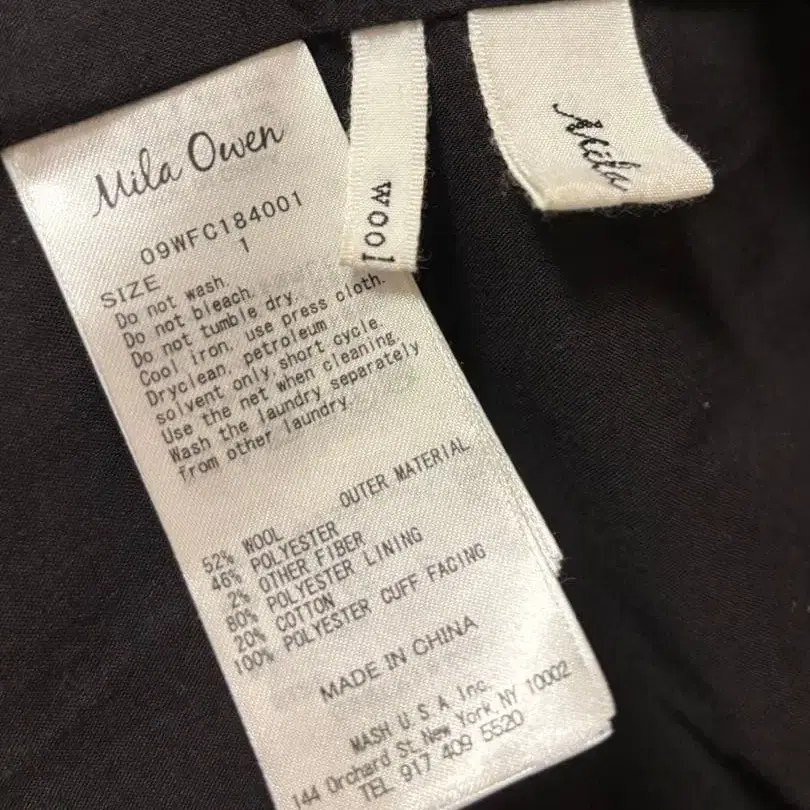 Mila Owen
09WFC184001
SIZE 1
Do not wash.
Do not bleach.
Do not tumble dry.
Cool iron, use press cloth.
Dryclean, petroleum
solvent only,short cycle.
Use the net when cleaning
Wash the laundry separately
from other laundry.
OUTER MATERIAL
52% WOOL
46% POLYESTER
2% OTHER FIBER
80% POLYESTER LINING
20% COTTON
100% POLYESTER CUFF FACING
MADE IN CHINA
MASH U S A Inc.
144 Orchard St, New York, NY 10002
TEL 917 409 5520
wool
Mila